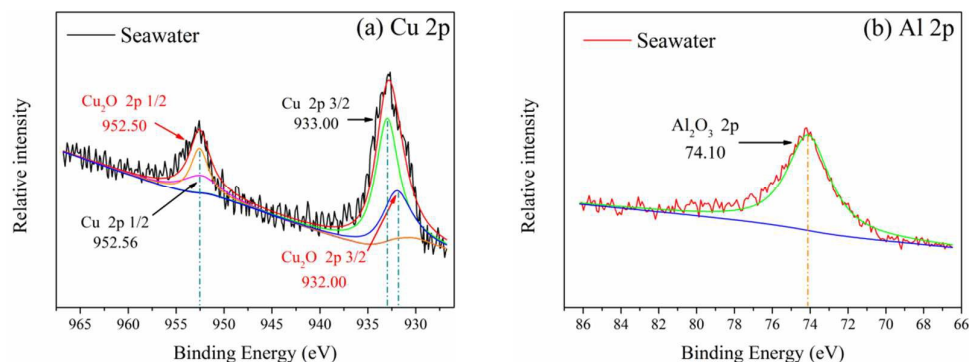 Seawater
(a) Cu 2p
Cu₂O 2p 1/2
952.50
Cu 2p 3/2
933.00
Cu 2p 1/2
952.56
Cu₂O 2p 3/2
932.00
Relative intensity
965 960 955 950 945 940 935 930
Binding Energy (eV)
Seawater
(b) Al 2p
Al₂O₃ 2p
74.10
Relative intensity
86 84 82 80 78 76 74 72 70 68 66
Binding Energy (eV)